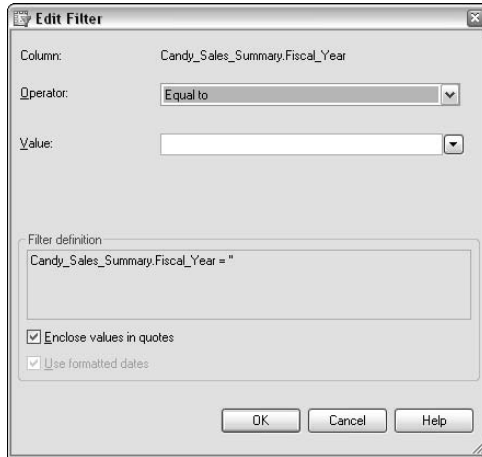 Edit Filter
Column: Candy_Sales_Summary.Fiscal_Year
Operator: Equal to
Value:
Filter definition
Candy_Sales_Summary.Fiscal_Year = ''
Enclose values in quotes
Use formatted dates
OK Cancel Help